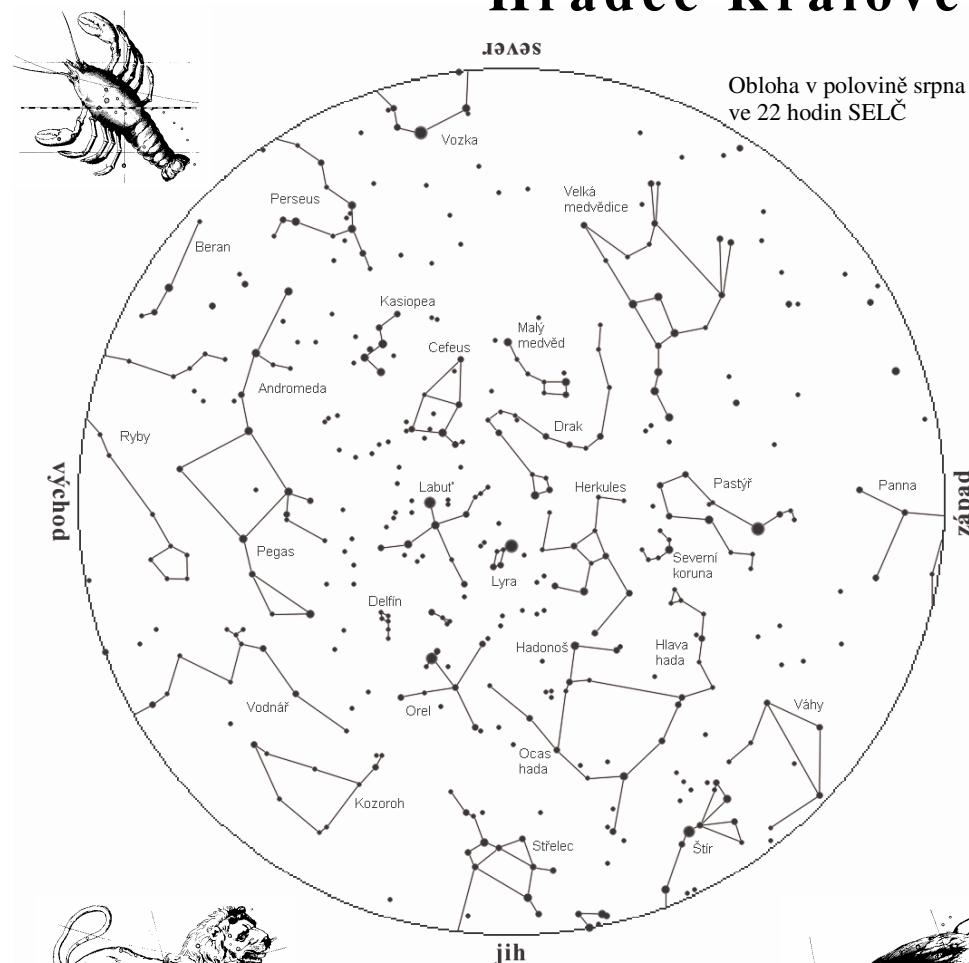 Hradec Králové
sever
Obloha v polovině srpna
ve 22 hodin SELČ
Vozka
Perseus
Velká
medvědice
Beran
Kasiopea
Malý
medvěd
Cefeus
Andromeda
Drak
Ryby
východ
Labuť
Herkules
Pastýř
Panna
západ
Pegas
Lyra
Severní
koruna
Delfín
Hadonoš
Hlava
hada
Vodnář
Orel
Váhy
Ocas
hada
Kozoroh
Střelec
Štír
jih